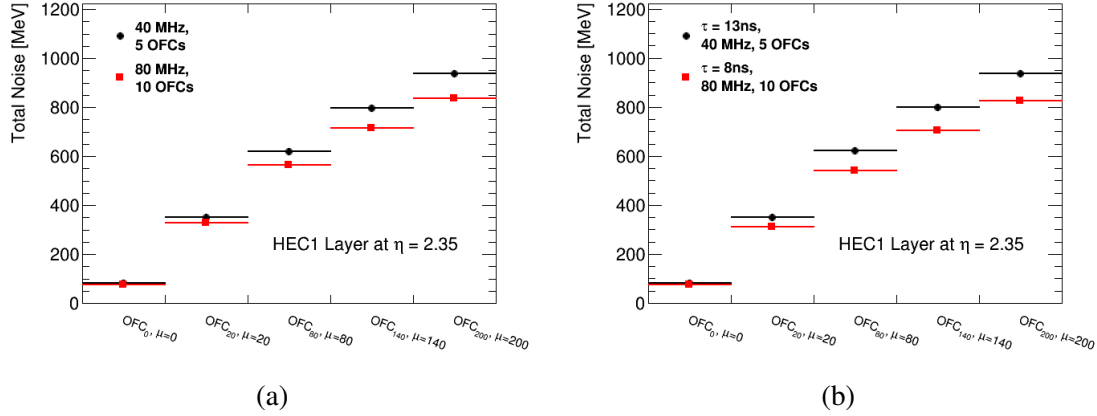 Total Noise [MeV]
1200
1000
800
600
400
200
0
40 MHz,
5 OFCs
80 MHz,
10 OFCs
HEC1 Layer at η = 2.35
OFC₀, μ=0
OFC₂₀, μ=20
OFC₈₀, μ=80
OFC₁₄₀, μ=140
OFC₂₀₀, μ=200
(a)
Total Noise [MeV]
1200
1000
800
600
400
200
0
τ = 13ns,
40 MHz, 5 OFCs
τ = 8ns,
80 MHz, 10 OFCs
HEC1 Layer at η = 2.35
OFC₀, μ=0
OFC₂₀, μ=20
OFC₈₀, μ=80
OFC₁₄₀, μ=140
OFC₂₀₀, μ=200
(b)